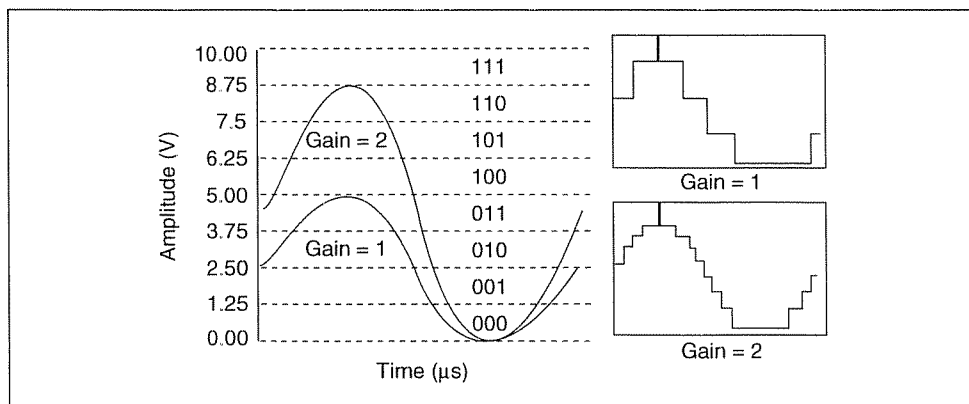 Amplitude (V)
10.00
8.75
7.5
6.25
5.00
3.75
2.50
1.25
0.00
111
110
101
100
011
010
001
000
Gain = 2
Gain = 1
Time (μs)
Gain = 1
Gain = 2